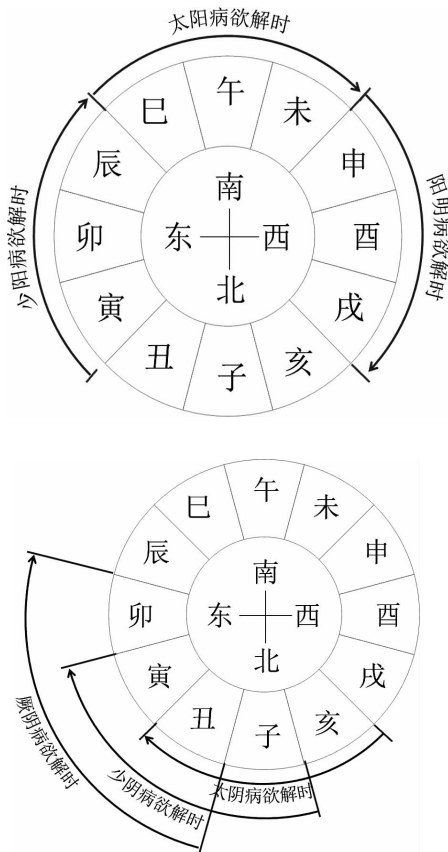 太阳病欲解时
少阳病欲解时
阳明病欲解时
巳
午
未
辰
申
卯
酉
寅
戌
丑
子
亥
南
东
西
北
巳
午
未
辰
申
卯
酉
寅
戌
丑
子
亥
南
东
西
北
厥阴病欲解时
少阴病欲解时
太阴病欲解时